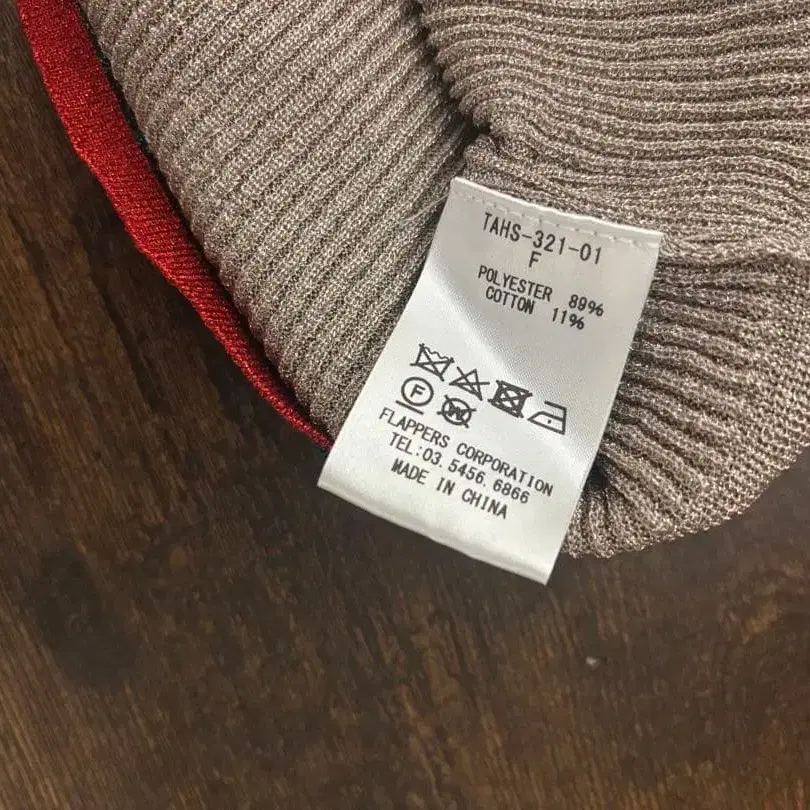 TAHS-321-01
F
POLYESTER 89%
COTTON 11%
F W
FLAPPERS CORPORATION
TEL:03.5456.6866
MADE IN CHINA